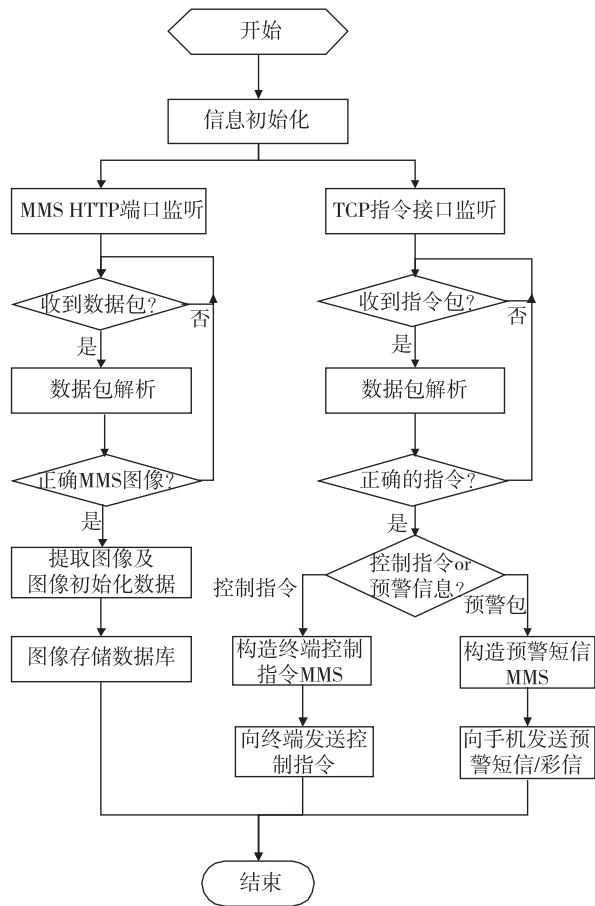 开始
信息初始化
MMS HTTP端口监听
TCP指令接口监听
收到数据包?
否
是
数据包解析
正确MMS图像?
是
提取图像及
图像初始化数据
图像存储数据库
收到指令包?
否
是
数据包解析
正确的指令?
是
控制指令or
预警信息?
控制指令
预警包
构造终端控制
指令MMS
向终端发送控
制指令
构造预警短信
MMS
向手机发送预
警短信/彩信
结束